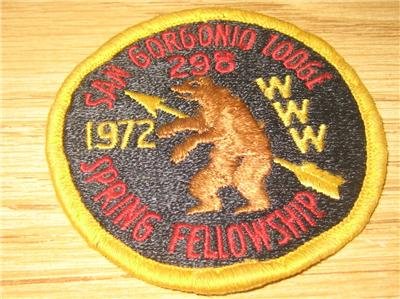 SAN GORGONIO LODGE
298
WWW
1972
SPRING FELLOWSHIP